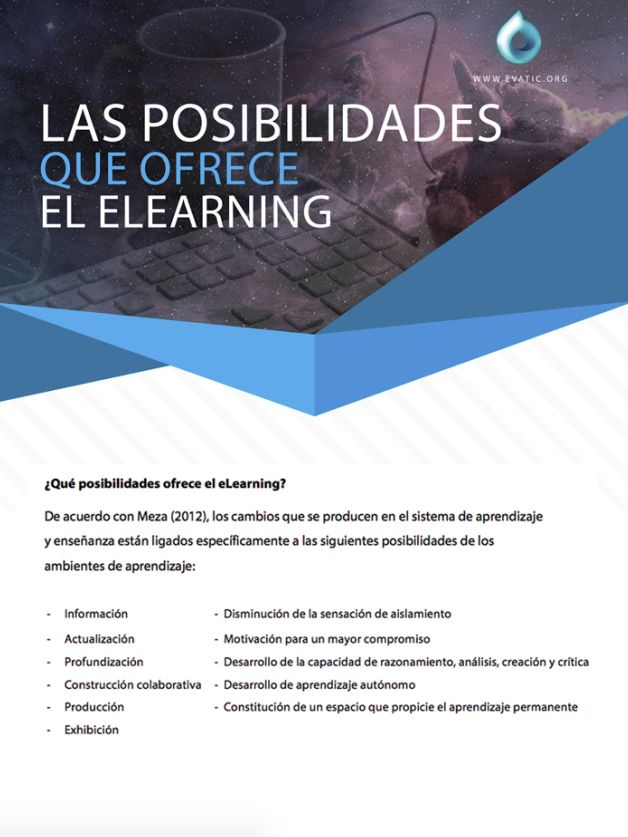 WWW.EVATIC.ORG
LAS POSIBILIDADES
QUE OFRECE
EL ELEARNING
¿Qué posibilidades ofrece el eLearning?
De acuerdo con Meza (2012), los cambios que se producen en el sistema de aprendizaje
y enseñanza están ligados específicamente a las siguientes posibilidades de los
ambientes de aprendizaje:
- Información
- Actualización
- Profundización
- Construcción colaborativa
- Producción
- Exhibición
- Disminución de la sensación de aislamiento
- Motivación para un mayor compromiso
- Desarrollo de la capacidad de razonamiento, análisis, creación y crítica
- Desarrollo de aprendizaje autónomo
- Constitución de un espacio que propicie el aprendizaje permanente